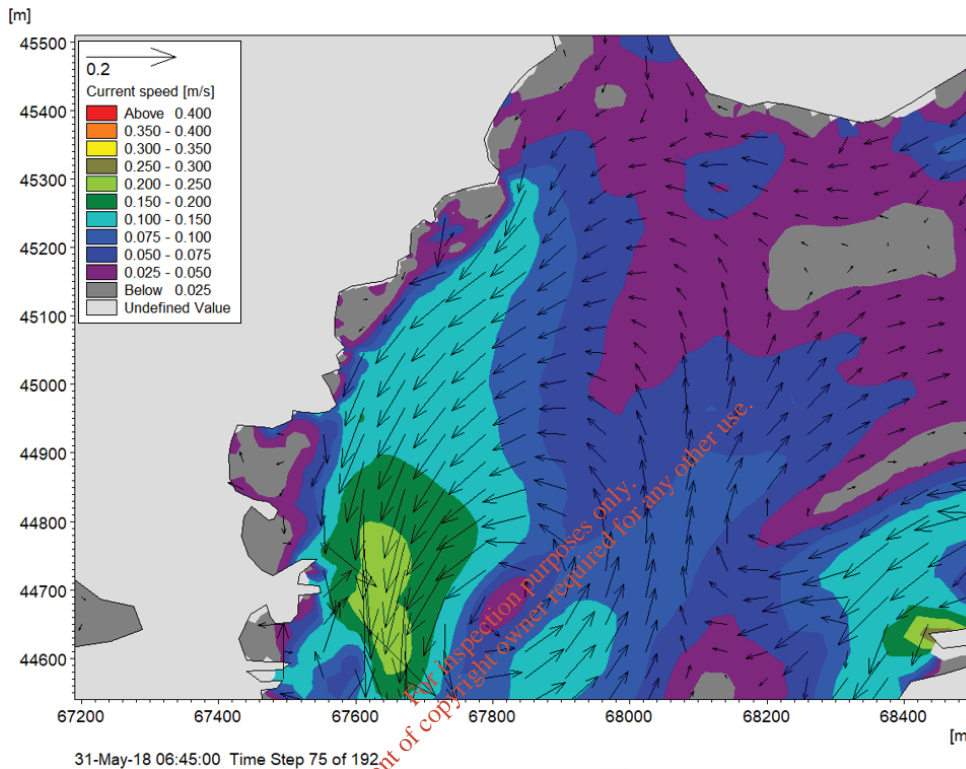 [m]
45500
45400
45300
45200
45100
45000
44900
44800
44700
44600
0.2
Current speed [m/s]
Above 0.400
0.350 - 0.400
0.300 - 0.350
0.250 - 0.300
0.200 - 0.250
0.150 - 0.200
0.100 - 0.150
0.075 - 0.100
0.050 - 0.075
0.025 - 0.050
Below 0.025
Undefined Value
For inspection purposes only.
ent of copyright owner required for any other use.
67200 67400 67600 67800 68000 68200 68400
[m
31-May-18 06:45:00 Time Step 75 of 192